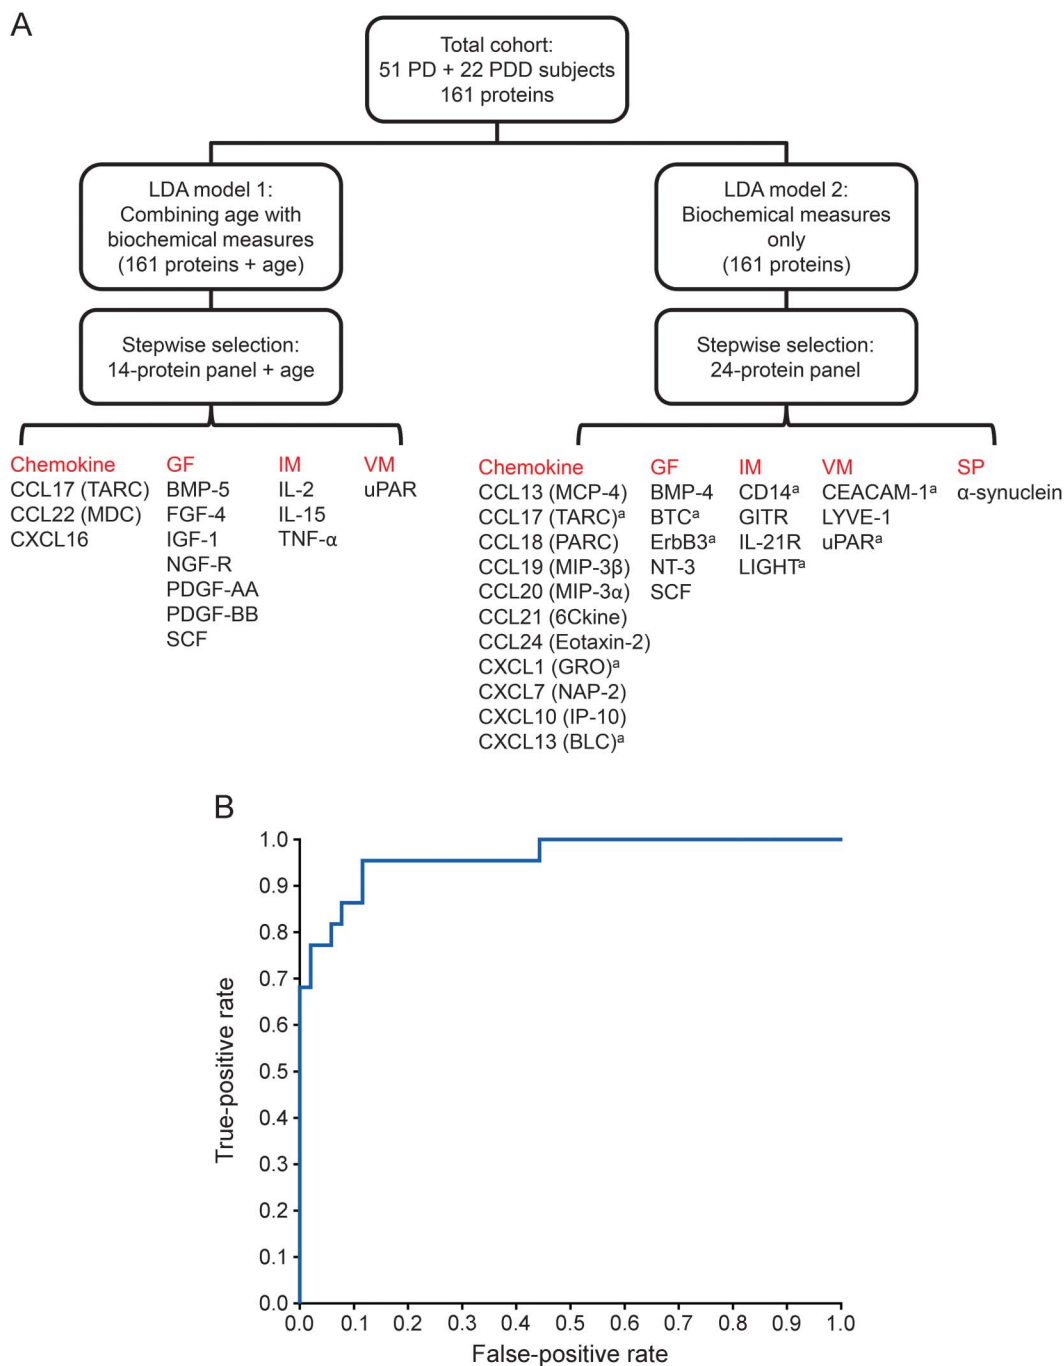 A
Total cohort:
51 PD + 22 PDD subjects
161 proteins
LDA model 1:
Combining age with
biochemical measures
(161 proteins + age)
LDA model 2:
Biochemical measures
only
(161 proteins)
Stepwise selection:
14-protein panel + age
Stepwise selection:
24-protein panel
Chemokine
CCL17 (TARC)
CCL22 (MDC)
CXCL16
GF
BMP-5
FGF-4
IGF-1
NGF-R
PDGF-AA
PDGF-BB
SCF
IM
IL-2
IL-15
TNF-α
VM
uPAR
Chemokine
CCL13 (MCP-4)
CCL17 (TARC)ᵃ
CCL18 (PARC)
CCL19 (MIP-3β)
CCL20 (MIP-3α)
CCL21 (6Ckine)
CCL24 (Eotaxin-2)
CXCL1 (GRO)ᵃ
CXCL7 (NAP-2)
CXCL10 (IP-10)
CXCL13 (BLC)ᵃ
GF
BMP-4
BTCᵃ
ErbB3ᵃ
NT-3
SCF
IM
CD14ᵃ
GITR
IL-21R
LIGHTᵃ
VM
CEACAM-1ᵃ
LYVE-1
uPARᵃ
SP
α-synuclein
B
True-positive rate
1.0
0.9
0.8
0.7
0.6
0.5
0.4
0.3
0.2
0.1
0.0
0.0 0.1 0.2 0.3 0.4 0.5 0.6 0.7 0.8 0.9 1.0
False-positive rate